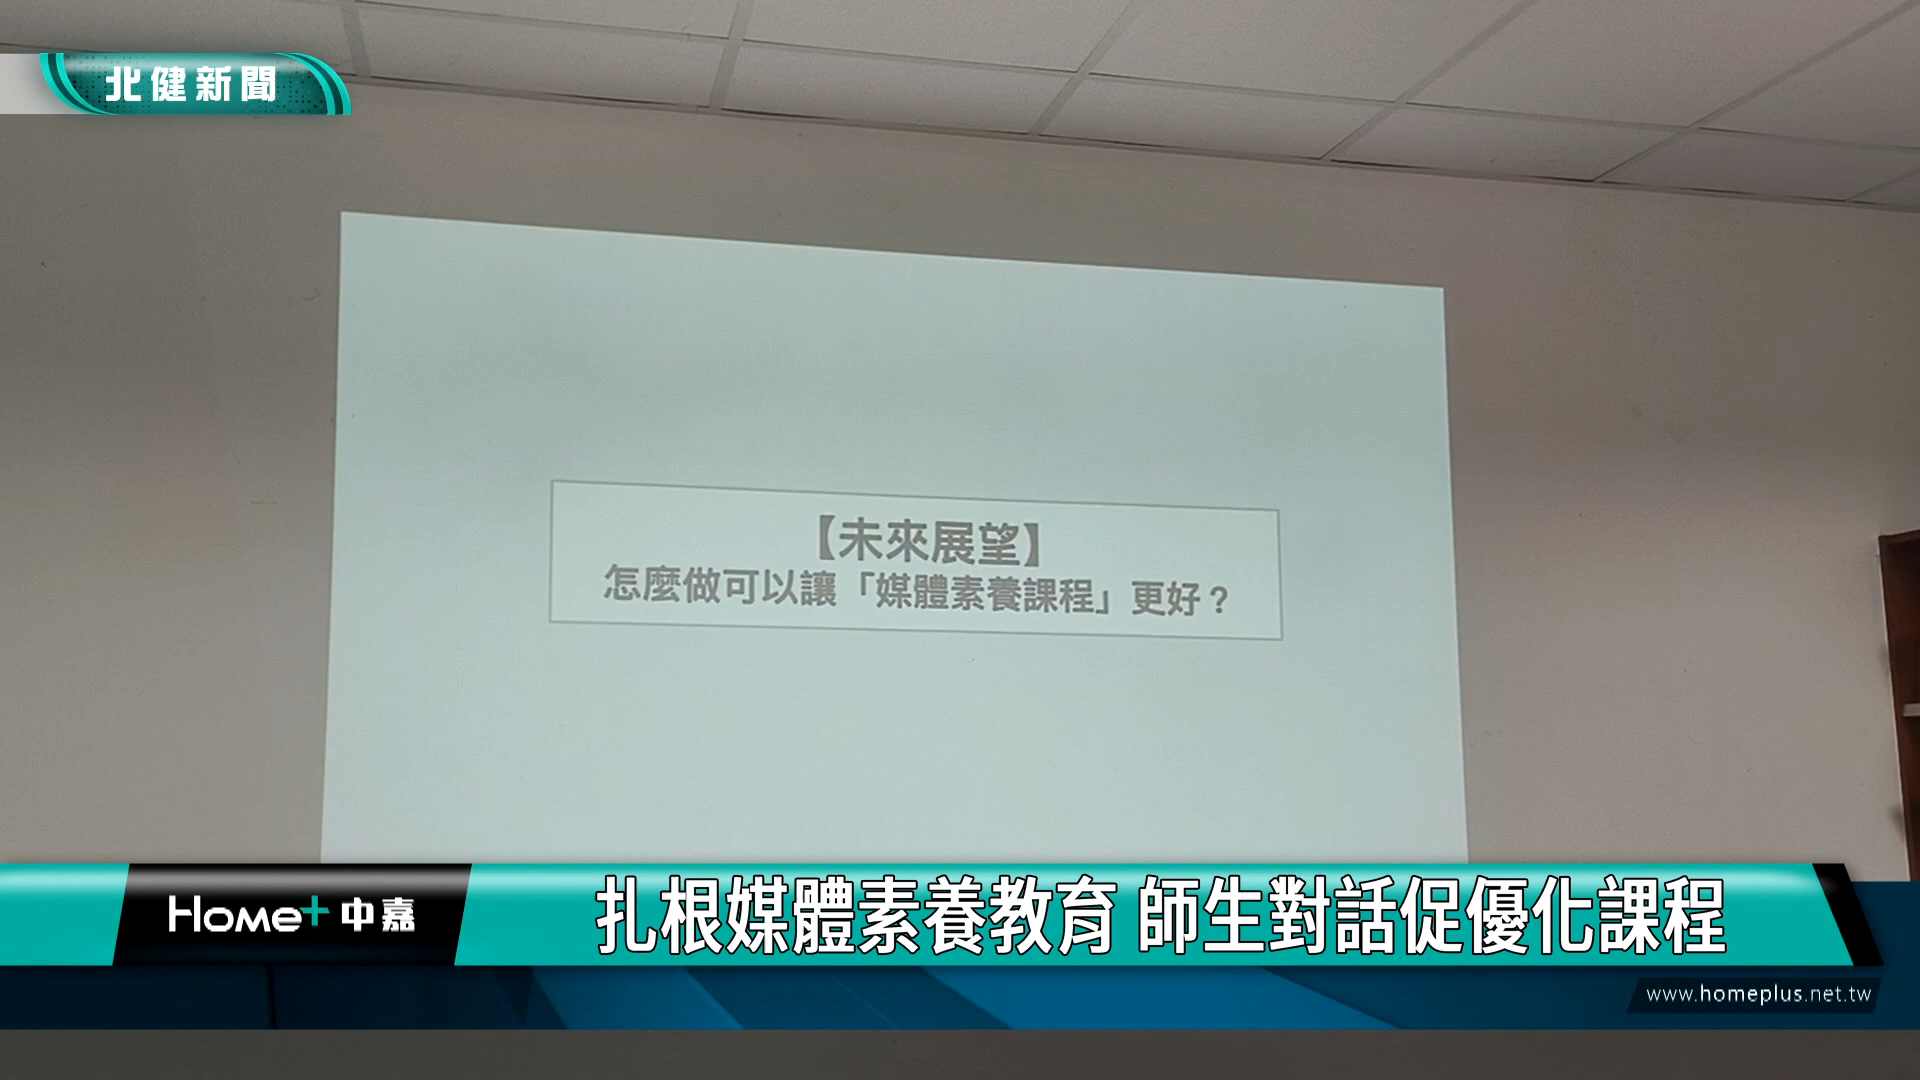 北健新聞
【未來展望】
怎麼做可以讓「媒體素養課程」更好？
Home+ 中嘉
扎根媒體素養教育 師生對話促優化課程
www.homeplus.net.tw